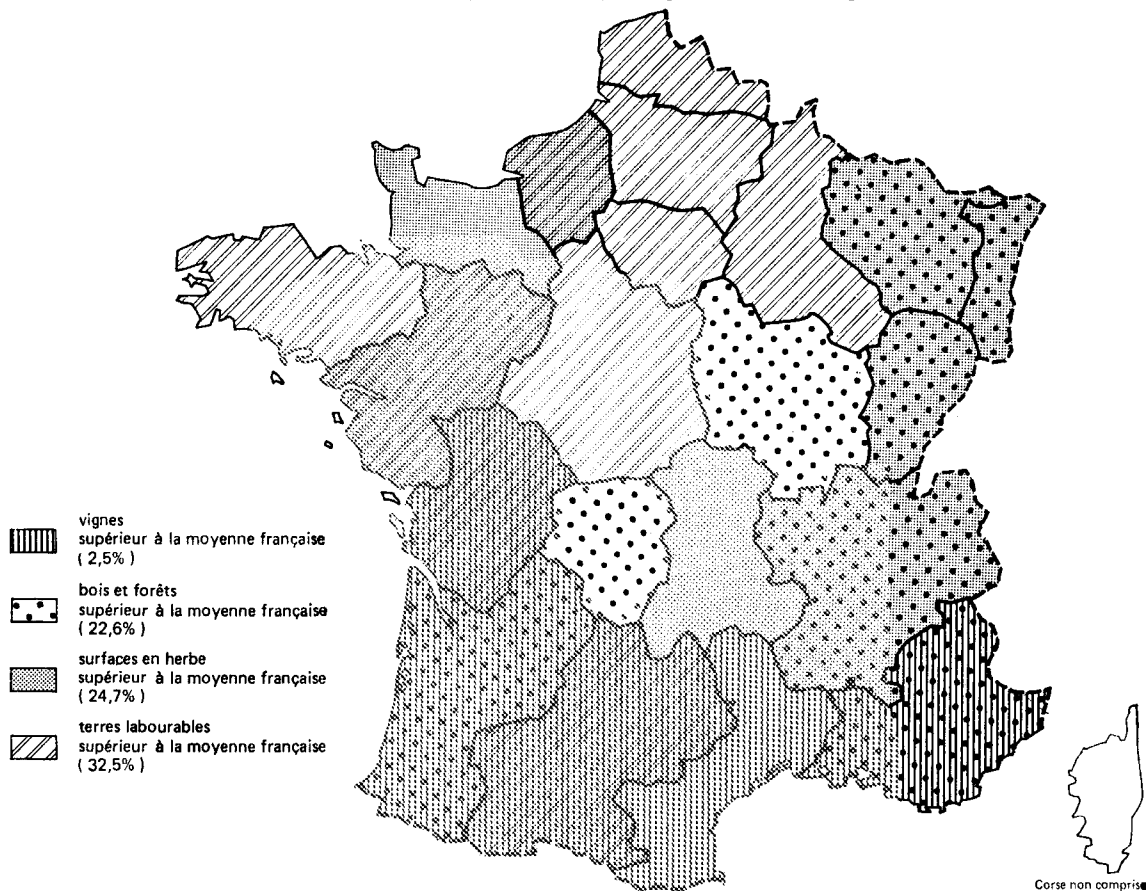 vignes
supérieur à la moyenne française
( 2,5% )
bois et forêts
supérieur à la moyenne française
( 22,6% )
surfaces en herbe
supérieur à la moyenne française
( 24,7% )
terres labourables
supérieur à la moyenne française
( 32,5% )
Corse non comprise